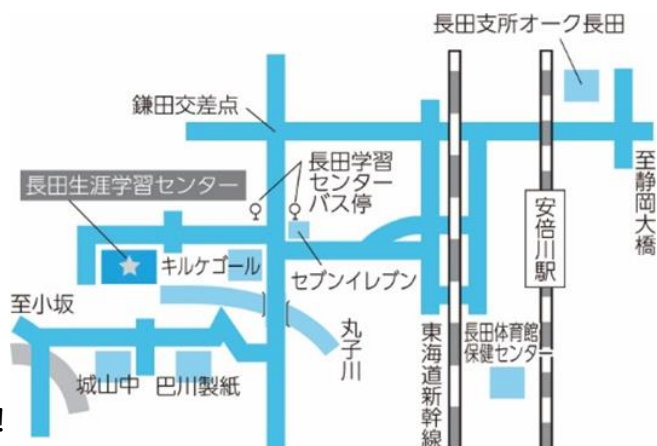 長田支所オーク長田
鎌田交差点
長田学習
センター
バス停
長田生涯学習センター
至静岡大橋
安倍川駅
キルケゴール
セブンイレブン
至小坂
丸子川
東海道新幹線
長田体育館
保健センター
城山中
巴川製紙
!